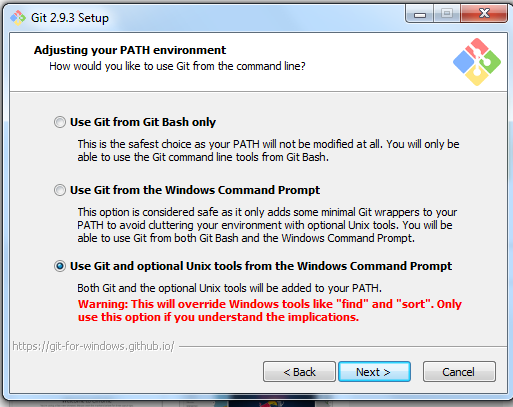 Git 2.9.3 Setup
Adjusting your PATH environment
How would you like to use Git from the command line?
Use Git from Git Bash only
This is the safest choice as your PATH will not be modified at all. You will only be
able to use the Git command line tools from Git Bash.
Use Git from the Windows Command Prompt
This option is considered safe as it only adds some minimal Git wrappers to your
PATH to avoid cluttering your environment with optional Unix tools. You will be
able to use Git from both Git Bash and the Windows Command Prompt.
Use Git and optional Unix tools from the Windows Command Prompt
Both Git and the optional Unix tools will be added to your PATH.
Warning: This will override Windows tools like "find" and "sort". Only
use this option if you understand the implications.
https://git-for-windows.github.io/
< Back
Next >
Cancel